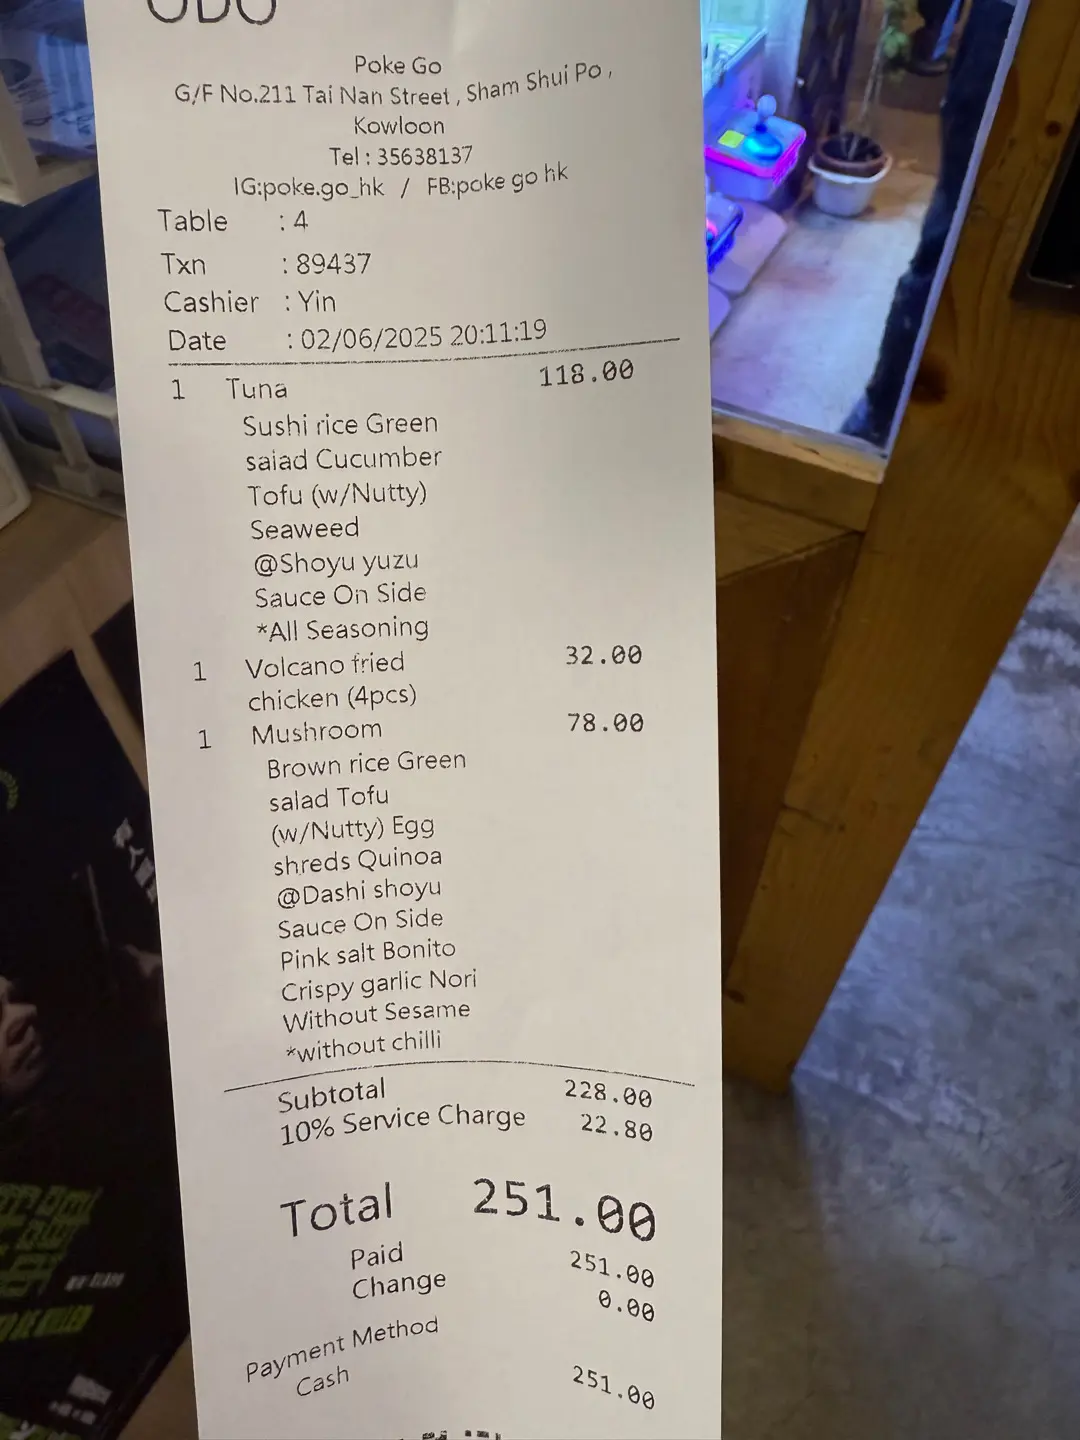 Poke Go
G/F No.211 Tai Nan Street , Sham Shui Po ,
Kowloon
Tel : 35638137
IG:poke.go_hk / FB:poke go hk
Table : 4
Txn : 89437
Cashier : Yin
Date : 02/06/2025 20:11:19
1 Tuna 118.00
Sushi rice Green
saiad Cucumber
Tofu (w/Nutty)
Seaweed
@Shoyu yuzu
Sauce On Side
*All Seasoning
1 Volcano fried 32.00
chicken (4pcs)
1 Mushroom 78.00
Brown rice Green
salad Tofu
(w/Nutty) Egg
shreds Quinoa
@Dashi shoyu
Sauce On Side
Pink salt Bonito
Crispy garlic Nori
Without Sesame
*without chilli
Subtotal 228.00
10% Service Charge 22.80
Total 251.00
Paid 251.00
Change 0.00
Payment Method
Cash 251.00